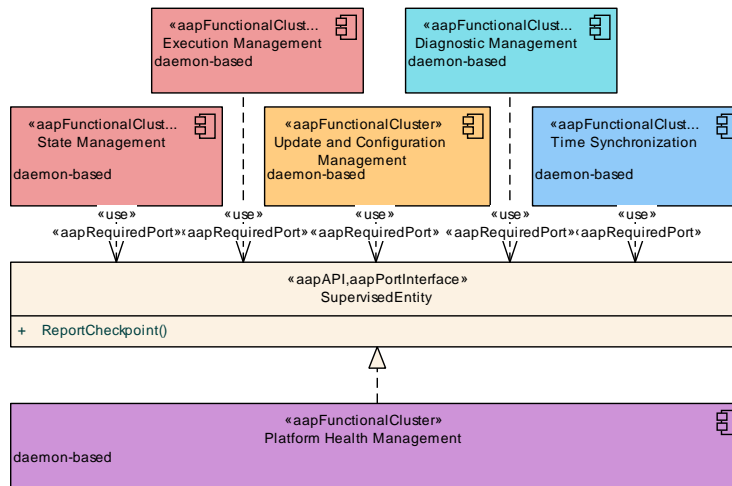 «aapFunctionalClust...
Execution Management
daemon-based
«aapFunctionalClust...
Diagnostic Management
daemon-based
«aapFunctionalClust...
State Management
daemon-based
«aapFunctionalCluster»
Update and Configuration
Management
daemon-based
«aapFunctionalClust...
Time Synchronization
daemon-based
«use»
«aapRequiredPort»
«use»
«aapRequiredPort»
«use»
«aapRequiredPort»
«use»
«aapRequiredPort»
«use»
«aapRequiredPort»
«aapAPI,aapPortInterface»
SupervisedEntity
+ ReportCheckpoint()
«aapFunctionalCluster»
Platform Health Management
daemon-based